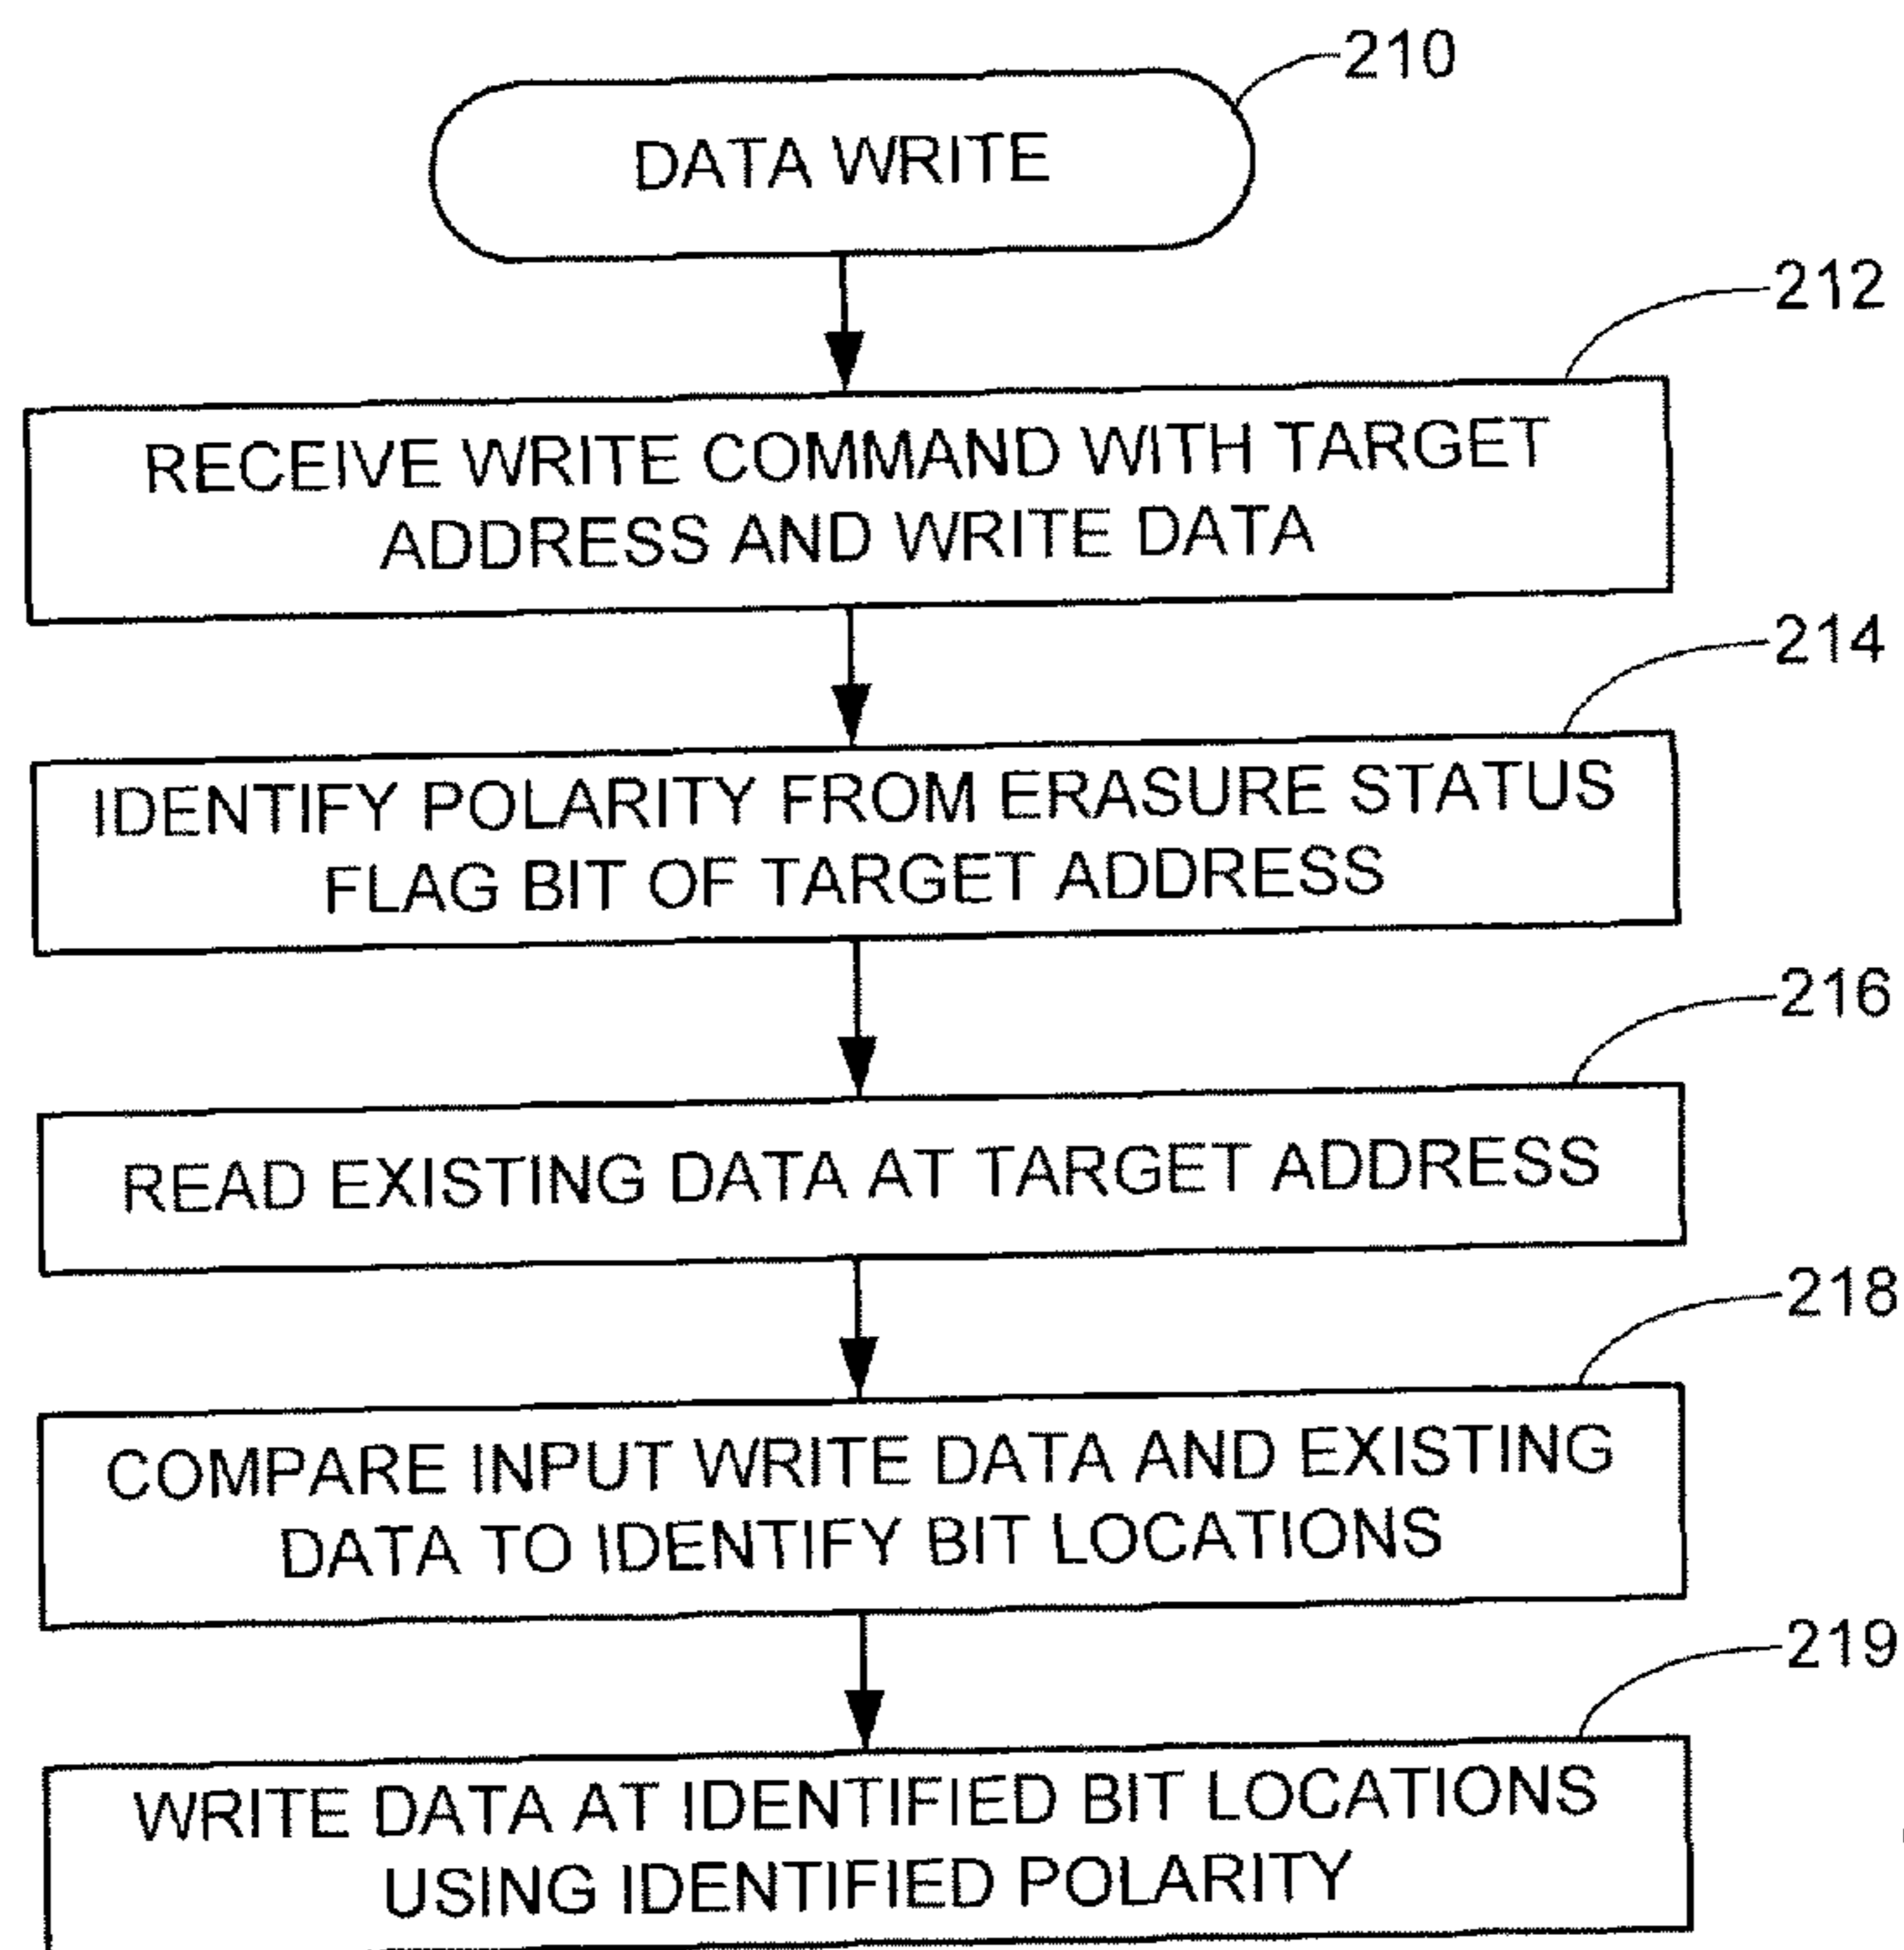 210
DATA WRITE
212
RECEIVE WRITE COMMAND WITH TARGET
ADDRESS AND WRITE DATA
214
IDENTIFY POLARITY FROM ERASURE STATUS
FLAG BIT OF TARGET ADDRESS
216
READ EXISTING DATA AT TARGET ADDRESS
218
COMPARE INPUT WRITE DATA AND EXISTING
DATA TO IDENTIFY BIT LOCATIONS
219
WRITE DATA AT IDENTIFIED BIT LOCATIONS
USING IDENTIFIED POLARITY